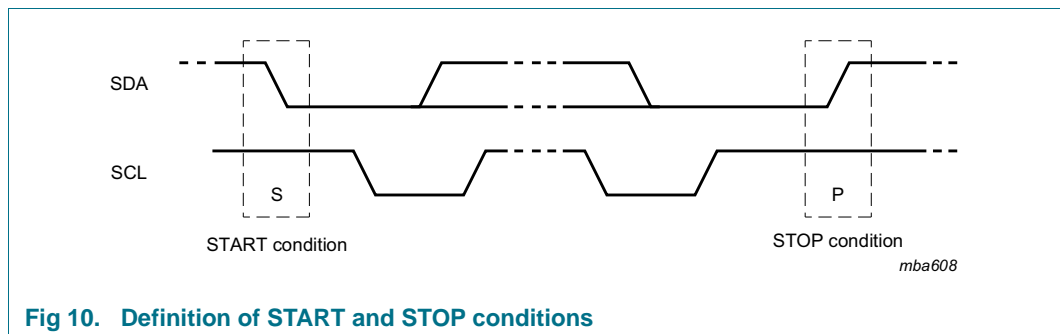 SDA
SCL
S
P
START condition
STOP condition
mba608
Fig 10. Definition of START and STOP conditions